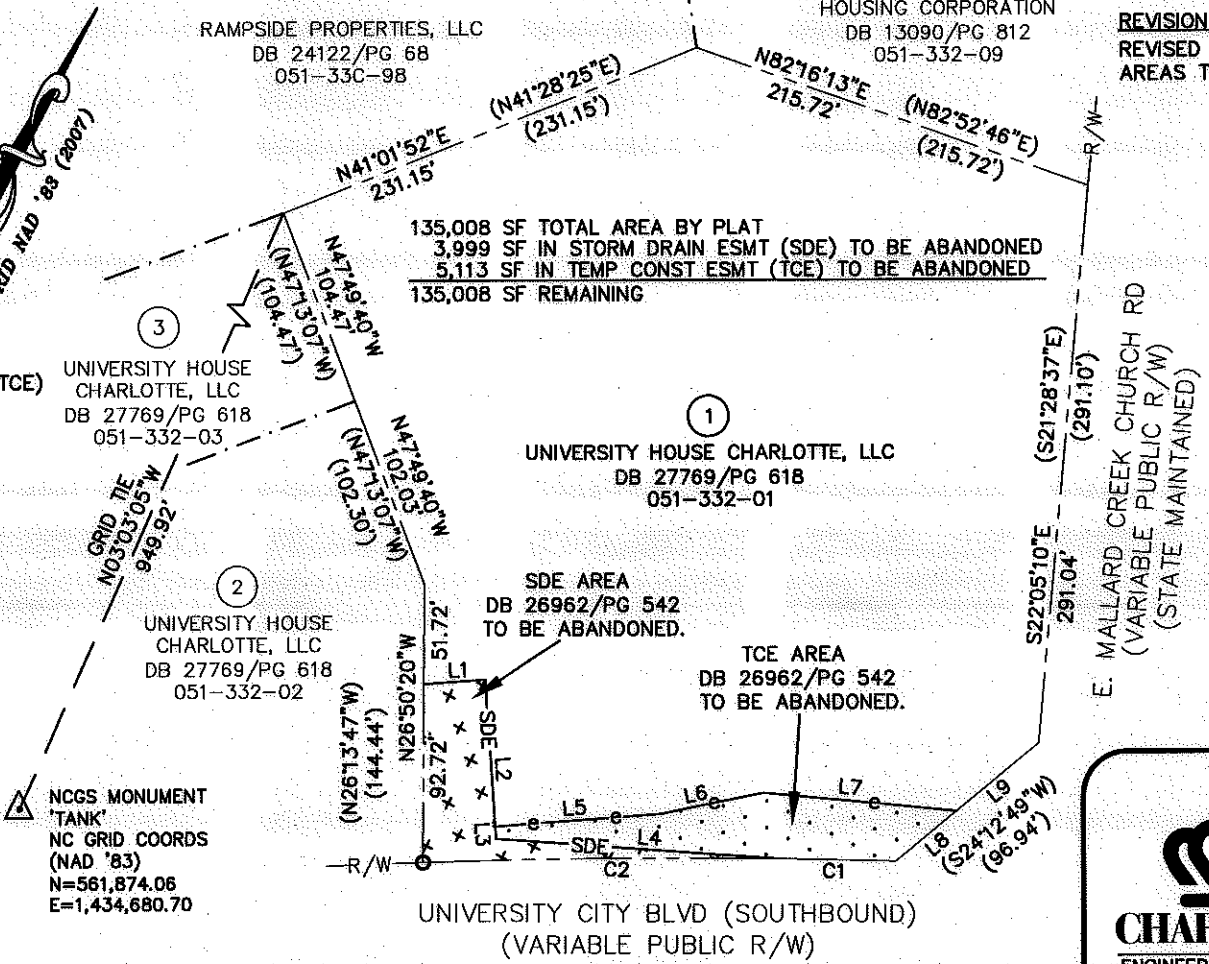 RAMPSIDE PROPERTIES, LLC
DB 24122/PG 68
051-33C-98
HOUSING CORPORATION
DB 13090/PG 812
051-332-09
REVISION
REVISED
AREAS T
NAD '83 (2007)
N41°01'52"E
231.15'
(N41°28'25"E)
(231.15')
N82°16'13"E
215.72'
(N82°52'46"E)
(215.72')
R/W
135,008 SF TOTAL AREA BY PLAT
3,999 SF IN STORM DRAIN ESMT (SDE) TO BE ABANDONED
5,113 SF IN TEMP CONST ESMT (TCE) TO BE ABANDONED
135,008 SF REMAINING
N47°49'40"W
104.47'
(N47°13'07"W)
(104.47')
3
UNIVERSITY HOUSE
CHARLOTTE, LLC
DB 27769/PG 618
051-332-03
TCE)
1
UNIVERSITY HOUSE CHARLOTTE, LLC
DB 27769/PG 618
051-332-01
(S21°28'37"E)
(291.10')
S22°05'10"E
291.04'
E. MALLARD CREEK CHURCH RD
(VARIABLE PUBLIC R/W)
(STATE MAINTAINED)
N47°49'40"W
102.03'
(N47°13'07"W)
(102.30')
GRID TIE
N03°03'05"W
949.92'
2
UNIVERSITY HOUSE
CHARLOTTE, LLC
DB 27769/PG 618
051-332-02
SDE AREA
DB 26962/PG 542
TO BE ABANDONED.
TCE AREA
DB 26962/PG 542
TO BE ABANDONED.
51.72'
N26°50'20"W
92.72'
(N26°13'47"W)
(144.44')
L1
SDE
L2
L3
L5
L6
L7
L9
L8
(S24°12'49"W)
(96.94')
SDE
L4
C2
C1
R/W
NCGS MONUMENT
'TANK'
NC GRID COORDS
(NAD '83)
N=561,874.06
E=1,434,680.70
UNIVERSITY CITY BLVD (SOUTHBOUND)
(VARIABLE PUBLIC R/W)
CHAR
ENGINEER